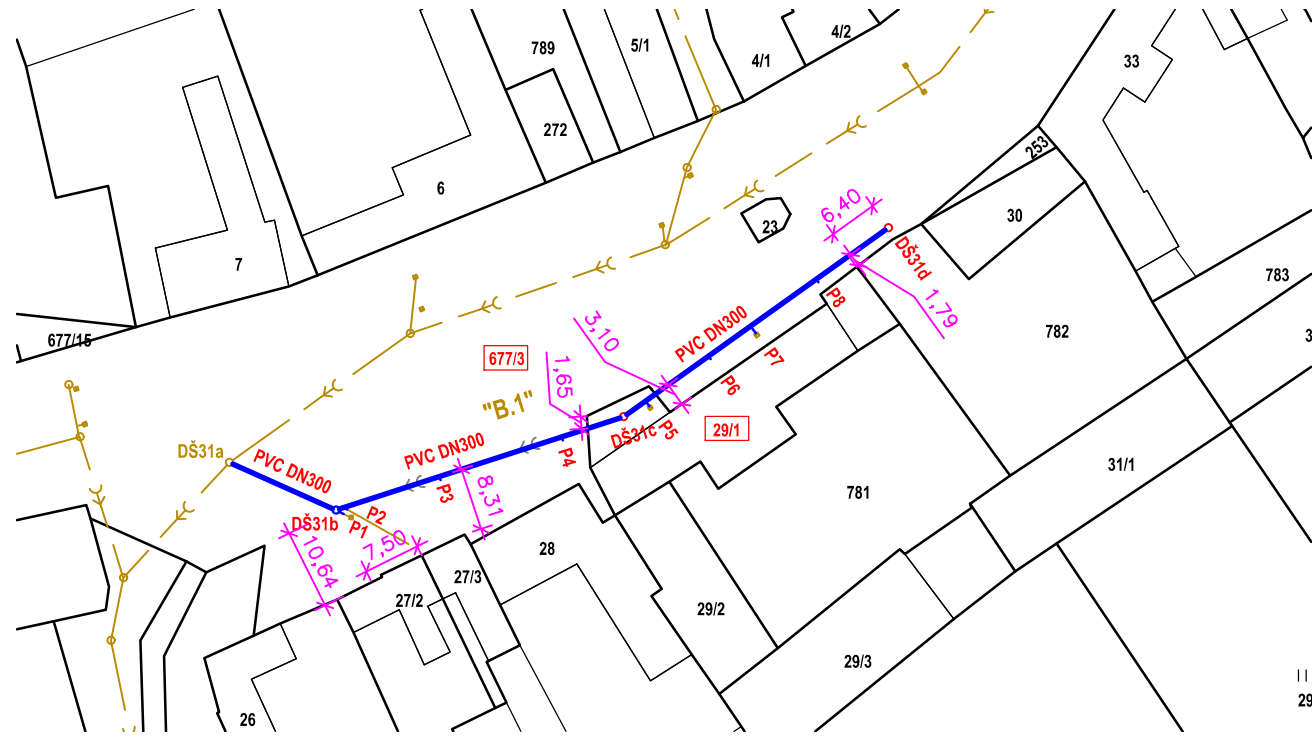 789
5/1
4/1
4/2
33
272
253
6
30
23
6,40
7
DŠ31d
783
P8
1,79
677/15
782
3,10
PVC DN300
677/3
P7
1,65
P6
"B.1"
P5
29/1
DŠ31c
DŠ31a
PVC DN300
PVC DN300
P4
31/1
P3
8,31
781
DŠ31b
P1
P2
10,64
7,50
28
27/3
27/2
29/2
29/3
26
29